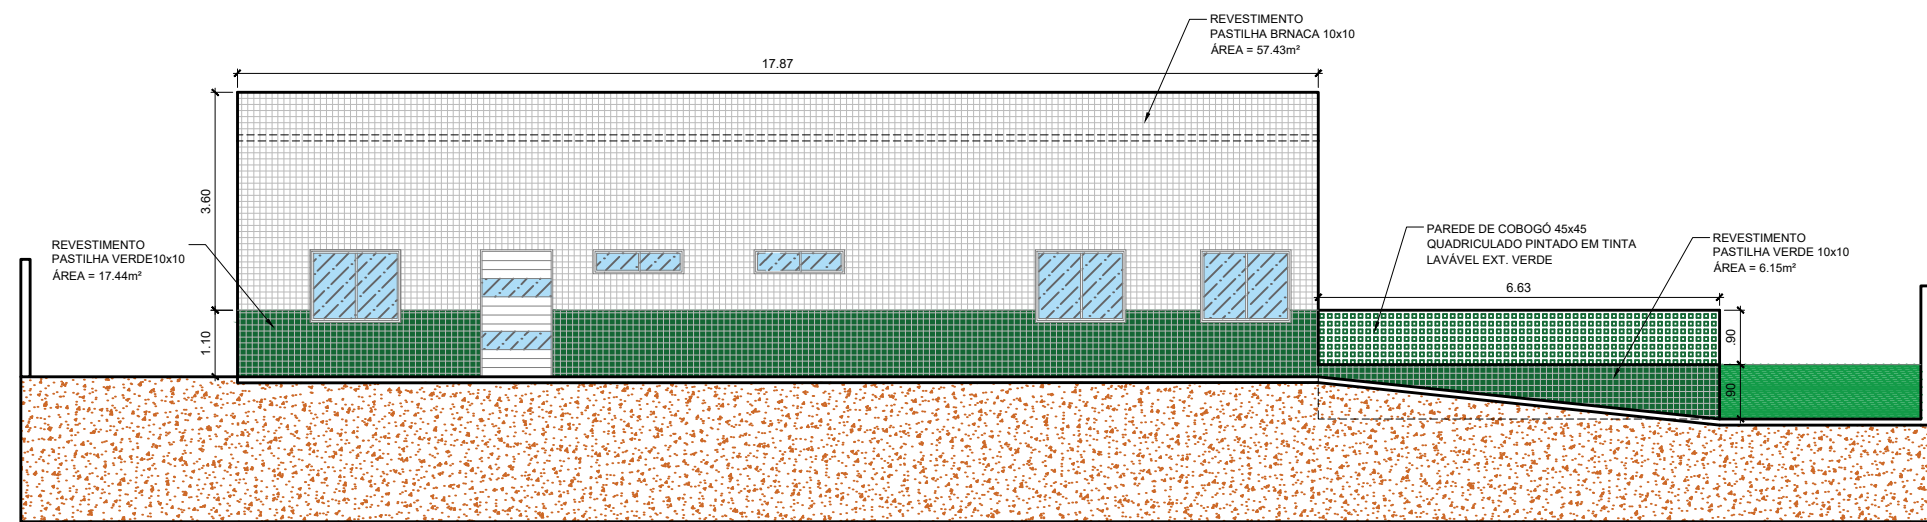 REVESTIMENTO
PASTILHA BRNACA 10x10
ÁREA = 57.43m²
17.87
3.60
REVESTIMENTO
PASTILHA VERDE10x10
ÁREA = 17.44m²
1.10
PAREDE DE COBOGÓ 45x45
QUADRICULADO PINTADO EM TINTA
LAVÁVEL EXT. VERDE
REVESTIMENTO
PASTILHA VERDE 10x10
ÁREA = 6.15m²
6.63
.90
.90